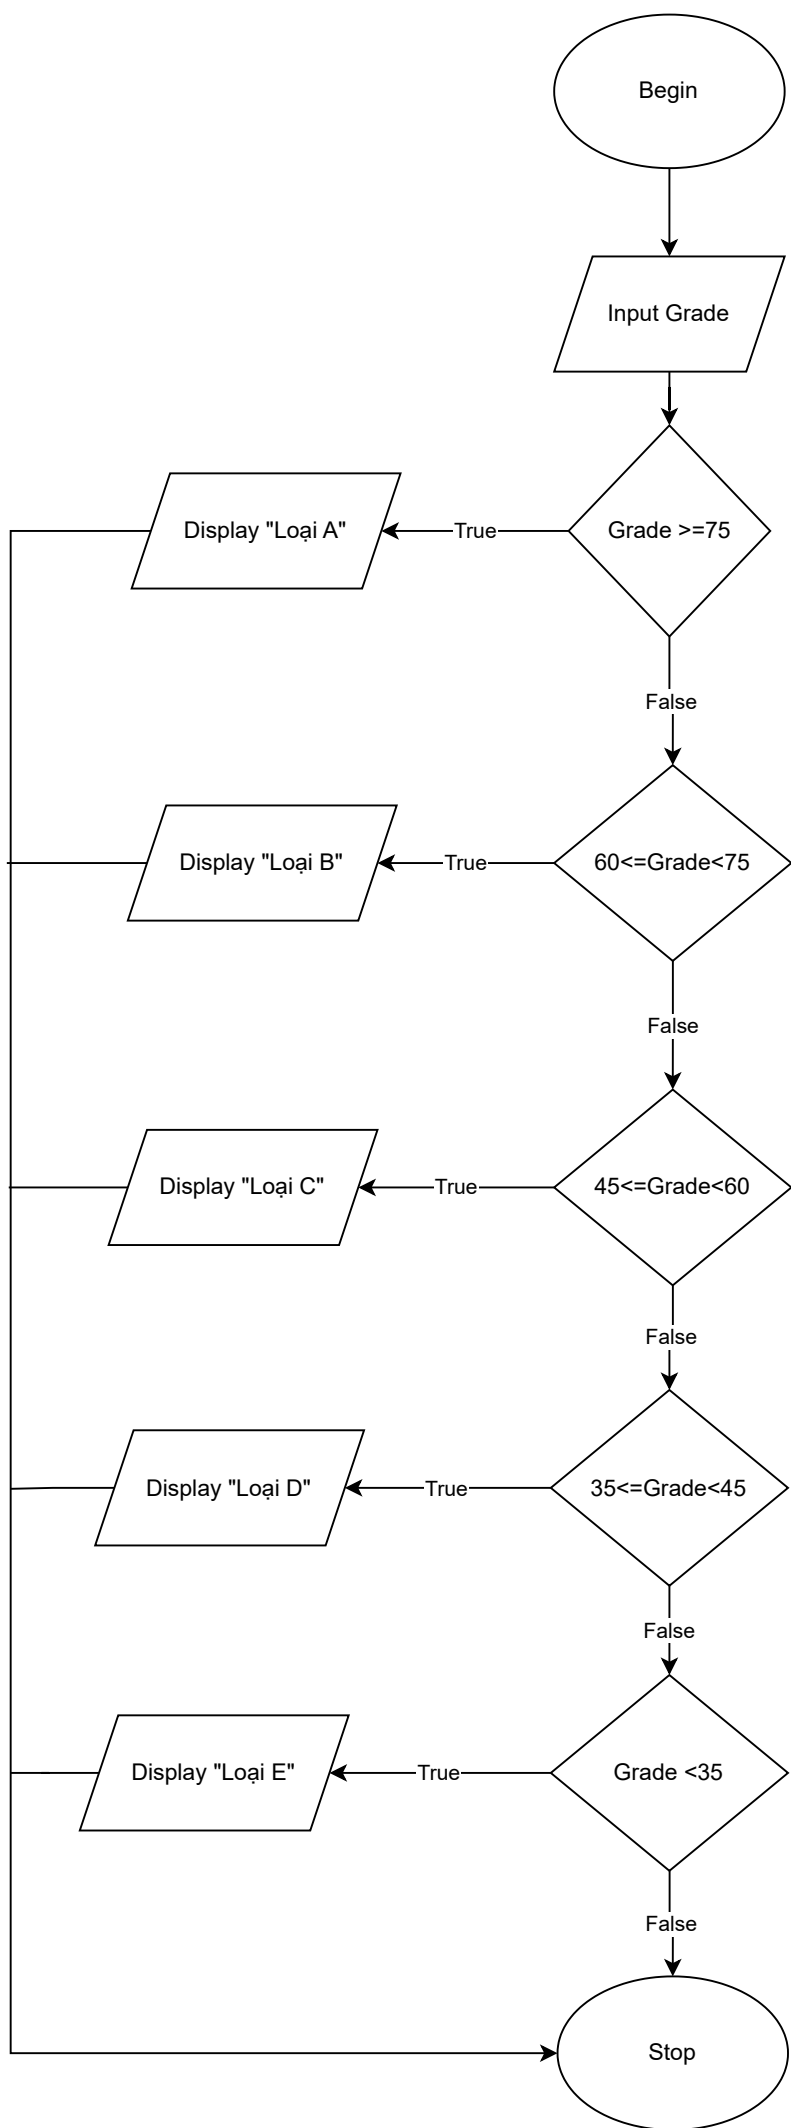 Begin
Input Grade
Grade >=75
True
Display "Loại A"
False
60<=Grade<75
True
Display "Loại B"
False
45<=Grade<60
True
Display "Loại C"
False
35<=Grade<45
True
Display "Loại D"
False
Grade <35
True
Display "Loại E"
False
Stop